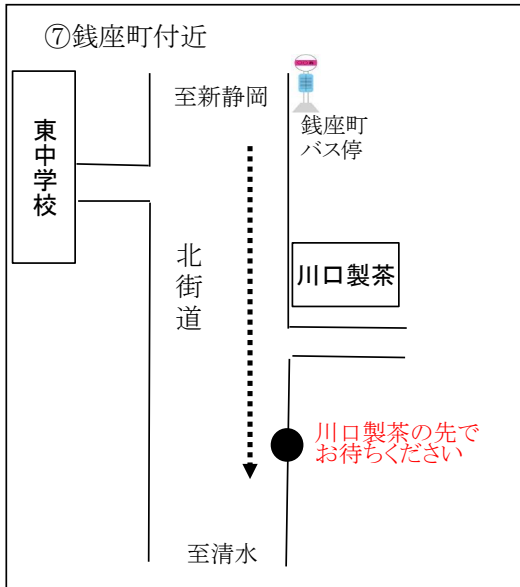 ⑦銭座町付近
至新静岡
銭座町
バス停
東中学校
北街道
川口製茶
川口製茶の先で
お待ちください
至清水